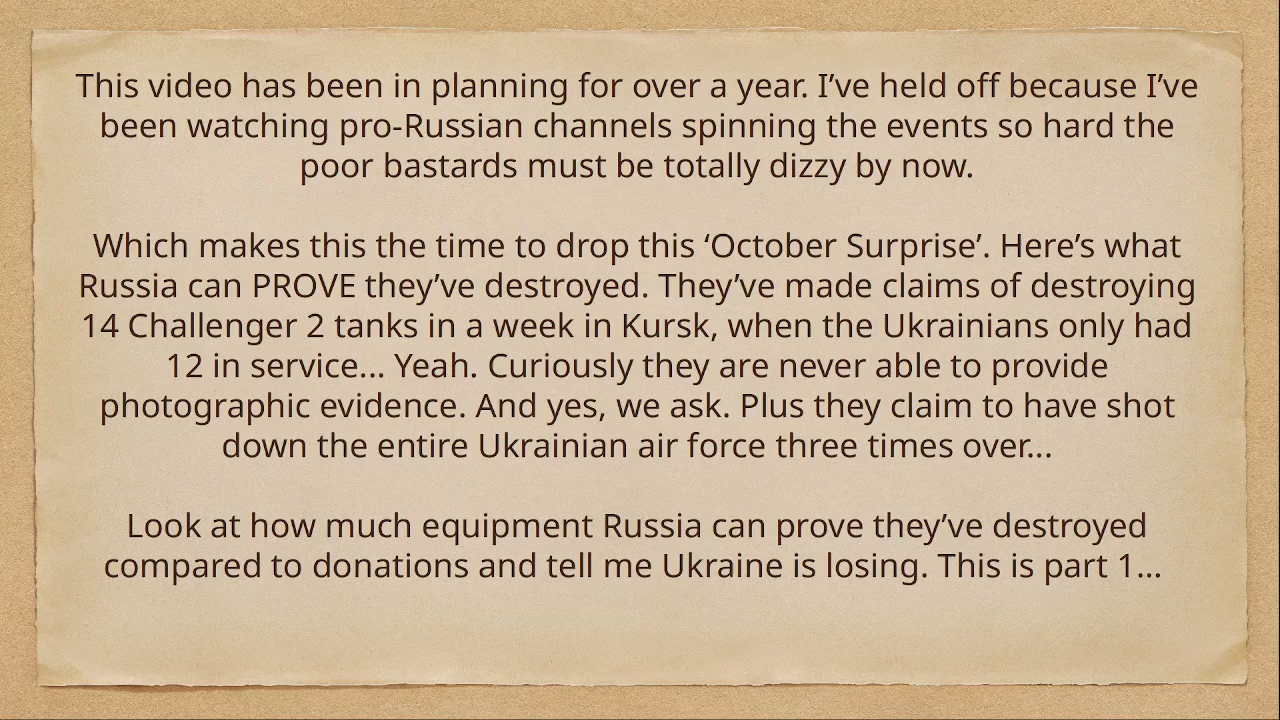 This video has been in planning for over a year. I’ve held off because I’ve
been watching pro-Russian channels spinning the events so hard the
poor bastards must be totally dizzy by now.
Which makes this the time to drop this ‘October Surprise’. Here’s what
Russia can PROVE they’ve destroyed. They’ve made claims of destroying
14 Challenger 2 tanks in a week in Kursk, when the Ukrainians only had
12 in service... Yeah. Curiously they are never able to provide
photographic evidence. And yes, we ask. Plus they claim to have shot
down the entire Ukrainian air force three times over...
Look at how much equipment Russia can prove they’ve destroyed
compared to donations and tell me Ukraine is losing. This is part 1...